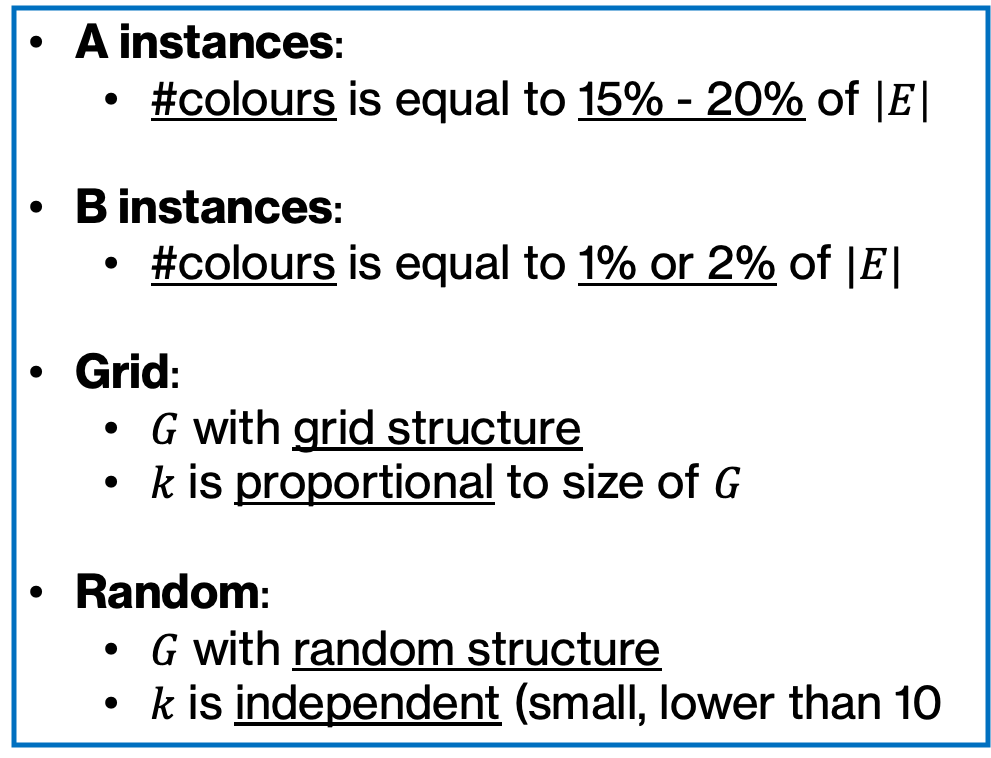 • A instances:
• #colours is equal to 15% - 20% of |E|
• B instances:
• #colours is equal to 1% or 2% of |E|
• Grid:
• G with grid structure
• k is proportional to size of G
• Random:
• G with random structure
• k is independent (small, lower than 10